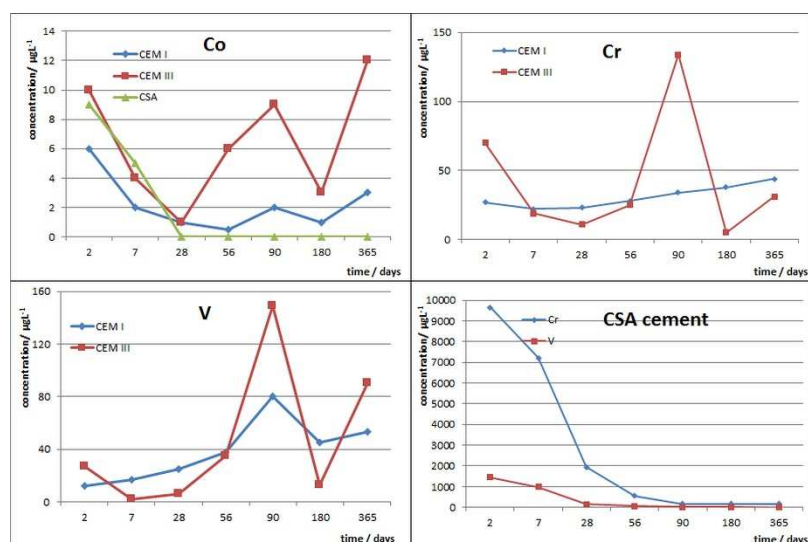 Co
concentration/ µgL-1
14
12
10
8
6
4
2
0
CEM I
CEM III
CSA
2 7 28 56 90 180 365
time / days
Cr
concentration/ µgL-1
150
100
50
0
CEM I
CEM III
2 7 28 56 90 180 365
time / days
V
concentration/ µgL-1
160
120
80
40
0
CEM I
CEM III
2 7 28 56 90 180 365
time / days
CSA cement
concentration/ µgL-1
10000
9000
8000
7000
6000
5000
4000
3000
2000
1000
0
Cr
V
2 7 28 56 90 180 365
time / days